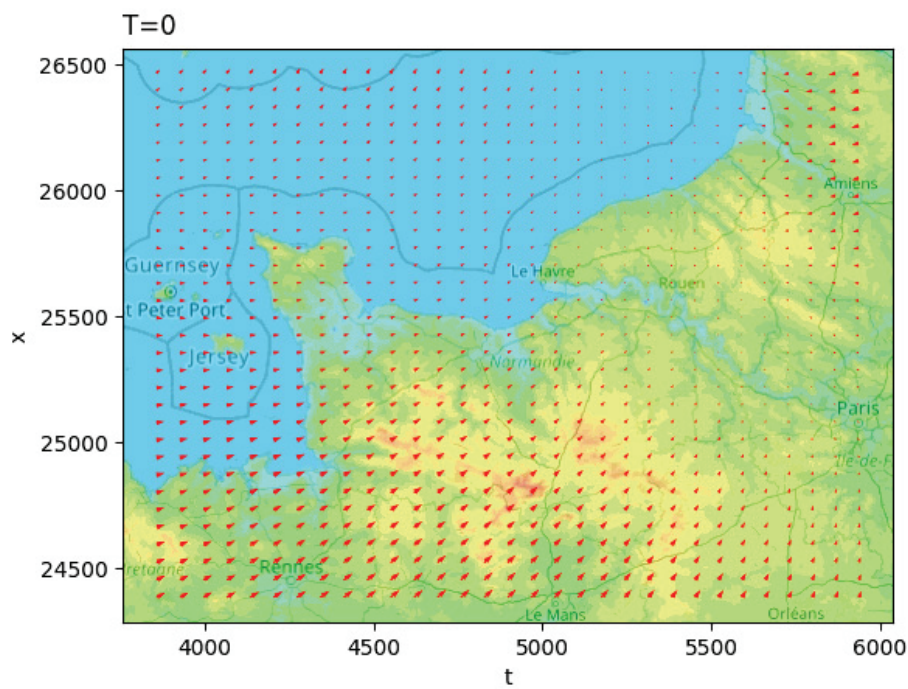 T=0
26500
26000
25500
25000
24500
x
Amiens
Guernsey
Le Havre
Rouen
t Peter Port
Jersey
Normandie
Paris
Île-de-F
retagne
Rennes
Le Mans
Orléans
4000
4500
5000
5500
6000
t